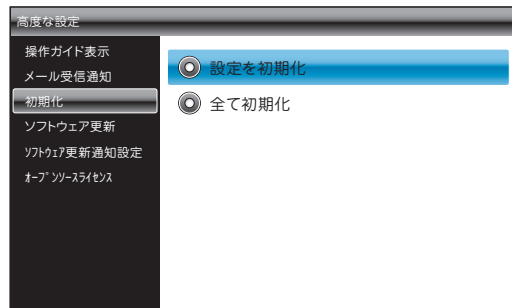 高度な設定
操作ガイド表示
メール受信通知
初期化
ソフトウェア更新
ソフトウェア更新通知設定
オープンソースライセンス
設定を初期化
全て初期化